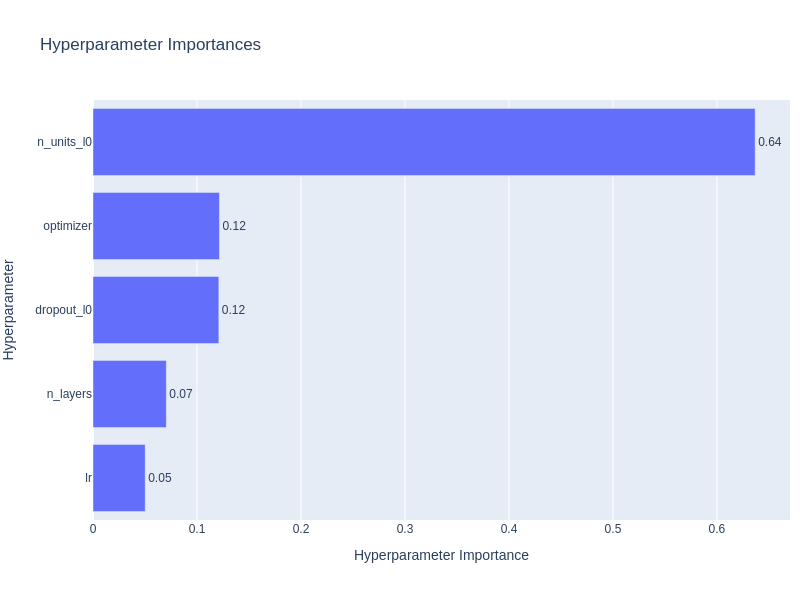 Hyperparameter Importances
n_units_l0
0.64
optimizer
0.12
dropout_l0
0.12
n_layers
0.07
lr
0.05
0
0.1
0.2
0.3
0.4
0.5
0.6
Hyperparameter Importance
Hyperparameter